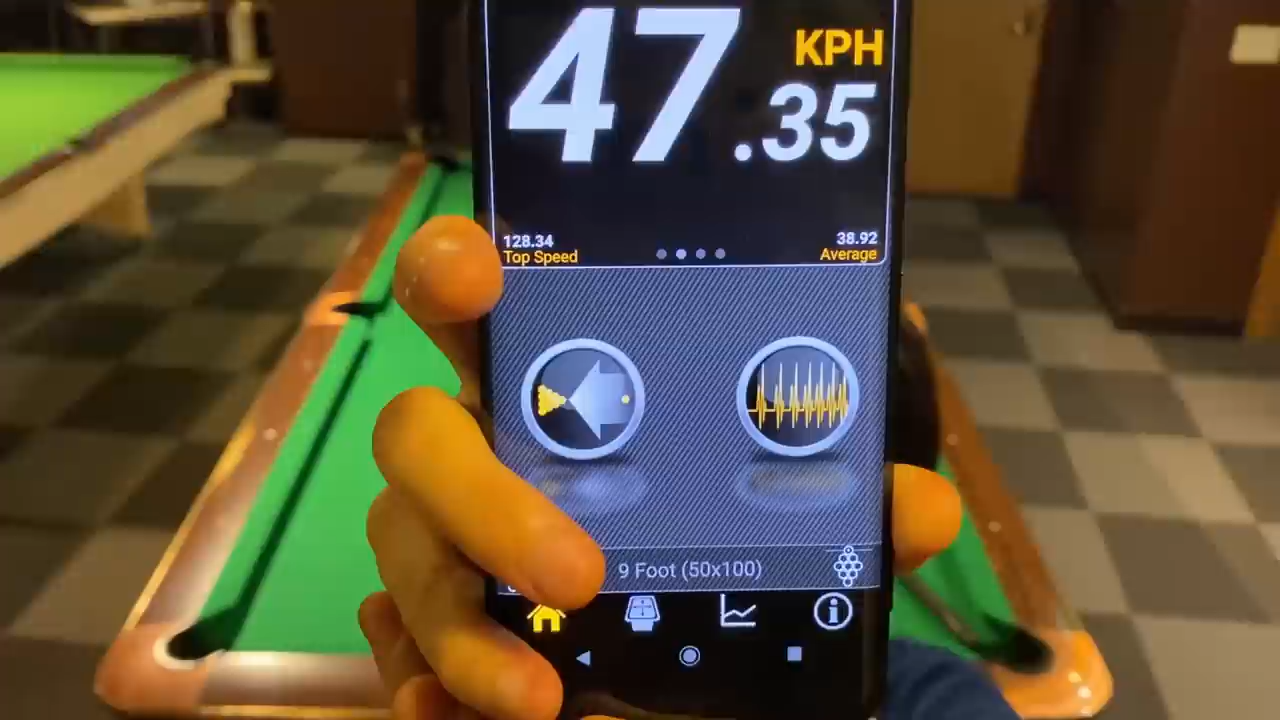 47.35 KPH
128.34
Top Speed
38.92
Average
9 Foot (50x100)